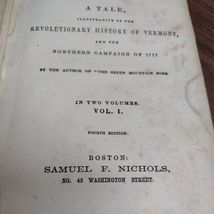 A TALE,
ILLUSTRATIVE OF THE
REVOLUTIONARY HISTORY OF VERMONT,
AND THE
NORTHERN CAMPAIGN OF 1777
BY THE AUTHOR OF "THE GREEN MOUNTAIN BOYS
IN TWO VOLUMES.
VOL. I.
FOURTH EDITION.
BOSTON:
SAMUEL F. NICHOLS,
NO. 43 WASHINGTON STREET.